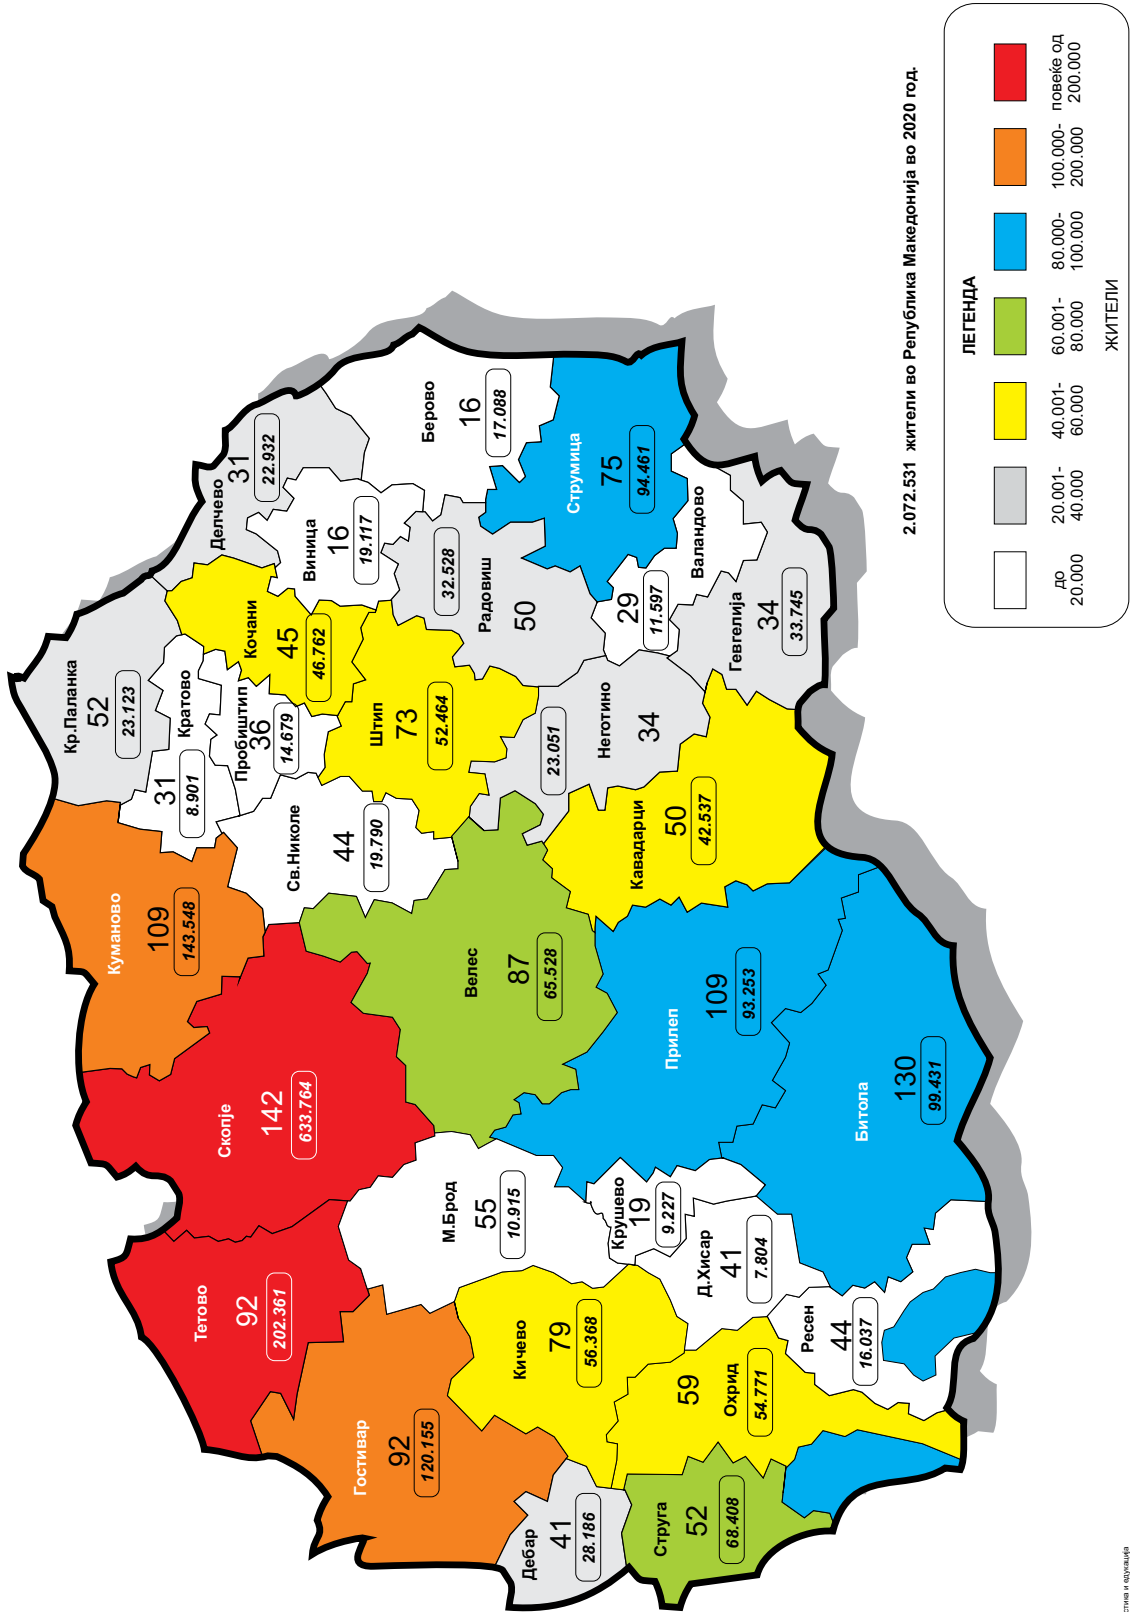 Кр.Паланка
52
23.123
Куманово
109
143.548
Кратово
31
8.901
Делчево
31
22.932
Кочани
45
46.762
Пробиштип
36
14.679
Виница
16
19.117
Берово
16
17.088
Св.Николе
44
19.790
Штип
73
52.464
32.528
Радовиш
50
Струмица
75
94.461
Скопје
142
633.764
Тетово
92
202.361
Велес
87
65.528
23.051
Неготино
34
Валандово
29
11.597
Гевгелија
34
33.745
Кавадарци
50
42.537
Гостивар
92
120.155
М.Брод
55
10.915
Кичево
79
56.368
Крушево
19
9.227
Прилеп
109
93.253
Д.Хисар
41
7.804
Битола
130
99.431
Дебар
41
28.186
Струга
52
68.408
59
Охрид
54.771
Ресен
44
16.037
2.072.531 жители во Република Македонија во 2020 год.
ЛЕГЕНДА
до
20.000
20.001-
40.000
40.001-
60.000
60.001-
80.000
80.000-
100.000
100.000-
200.000
повеќе од
200.000
ЖИТЕЛИ
стика и едукација